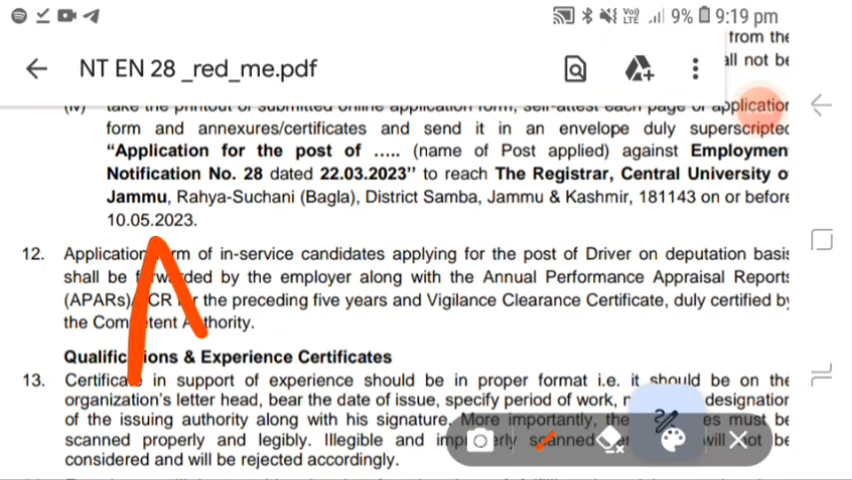 9% 9:19 pm
from the
NT EN 28 _red_me.pdf
all not be
(iv) take the printout of submitted online application form, self-attest each page of application
form and annexures/certificates and send it in an envelope duly superscripted
“Application for the post of ..... (name of Post applied) against Employmen
Notification No. 28 dated 22.03.2023” to reach The Registrar, Central University o
Jammu, Rahya-Suchani (Bagla), District Samba, Jammu & Kashmir, 181143 on or before
10.05.2023.
12. Application form of in-service candidates applying for the post of Driver on deputation basis
shall be forwarded by the employer along with the Annual Performance Appraisal Reports
(APARs)/ CR for the preceding five years and Vigilance Clearance Certificate, duly certified by
the Competent Authority.
Qualifications & Experience Certificates
13. Certificate in support of experience should be in proper format i.e. it should be on the
organization's letter head, bear the date of issue, specify period of work, designation
of the issuing authority along with his signature. More importantly, the must be
scanned properly and legibly. Illegible and improperly scanned will not be
considered and will be rejected accordingly.